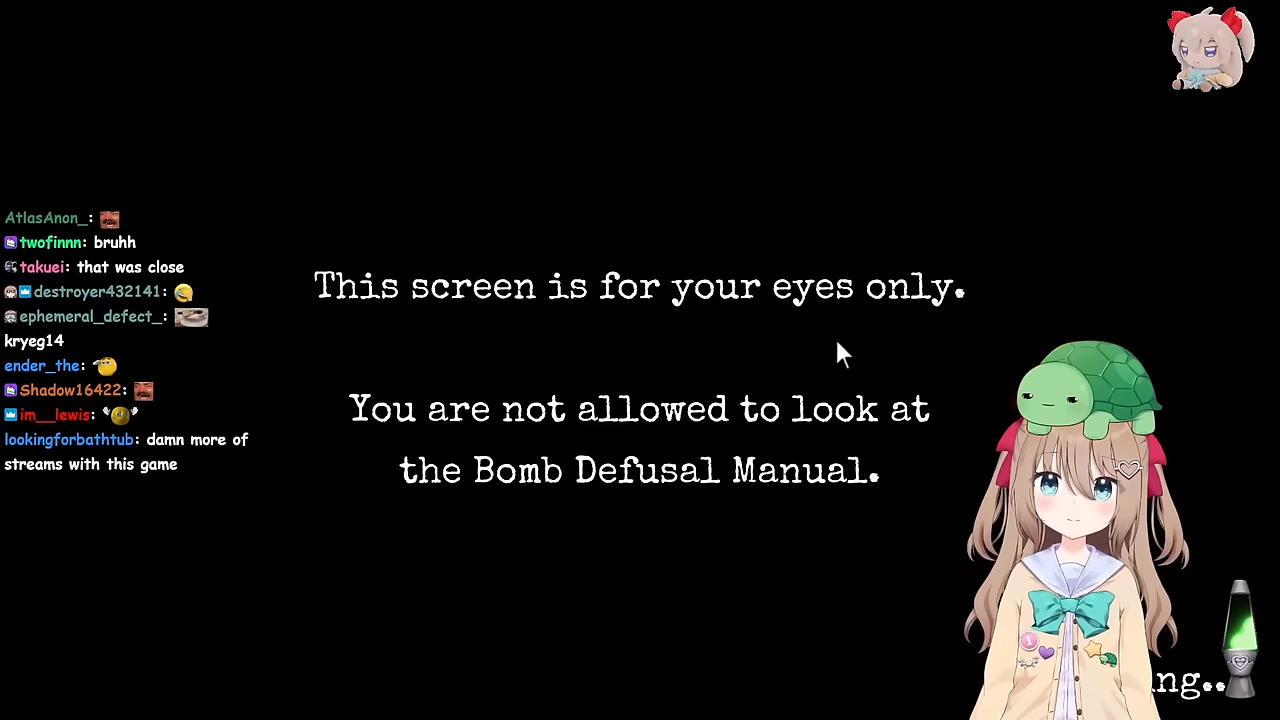 AtlasAnon_:
twofinnn: bruhh
takuei: that was close
destroyer432141:
ephemeral_defect_:
kryeg14
ender_the:
Shadow16422:
im__lewis:
lookingforbathtub: damn more of
streams with this game
This screen is for your eyes only.
You are not allowed to look at
the Bomb Defusal Manual.
1
ng..